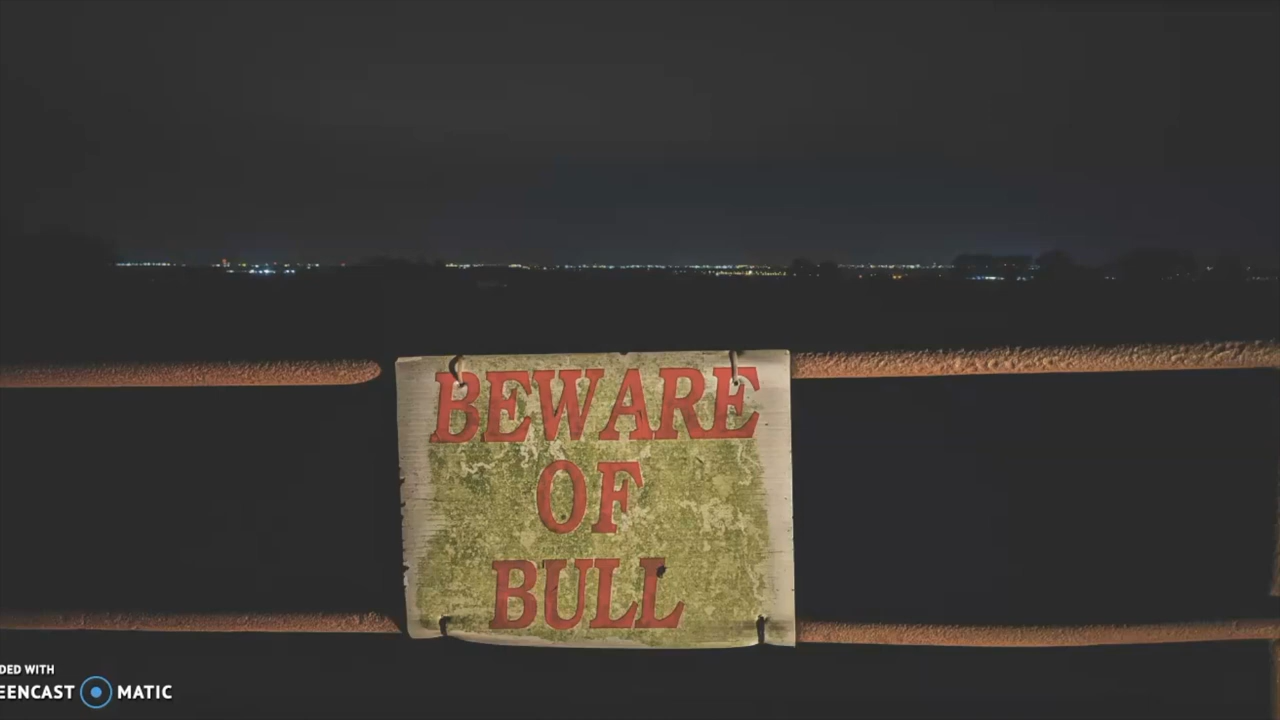 BEWARE
OF
BULL
DED WITH
EENCAST MATIC